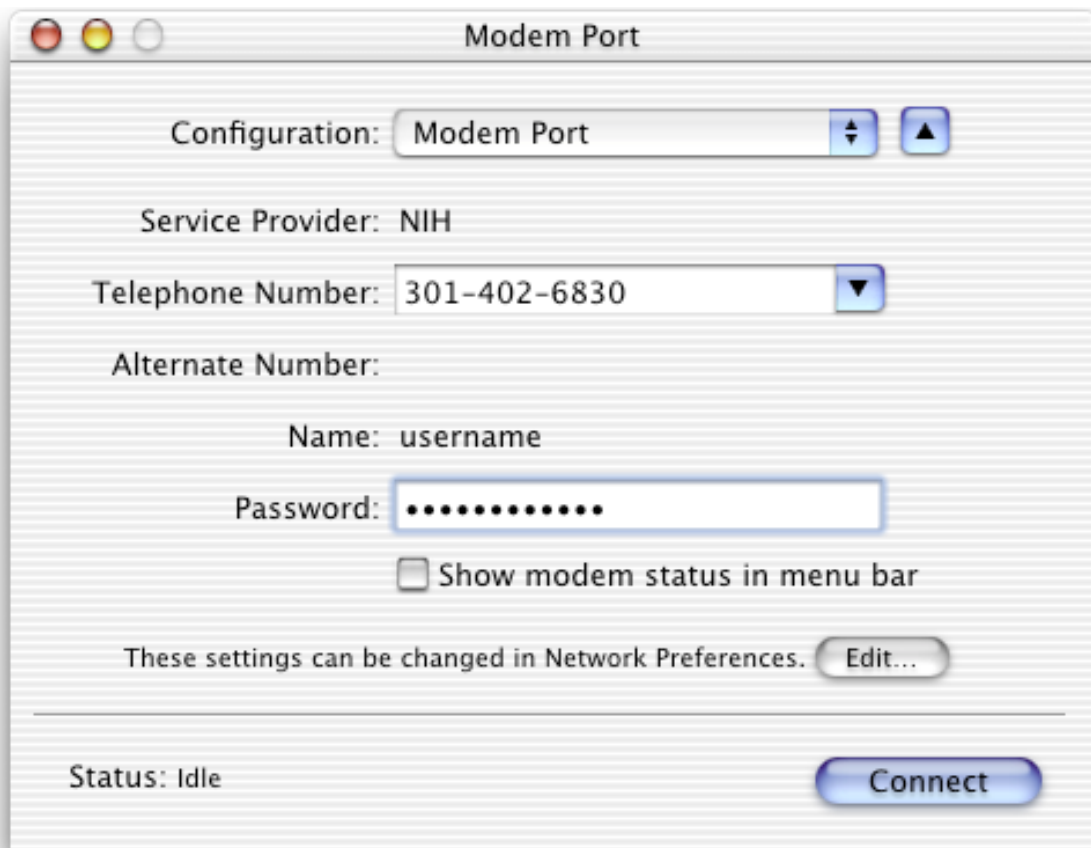 Modem Port
Configuration: Modem Port
Service Provider: NIH
Telephone Number: 301-402-6830
Alternate Number:
Name: username
Password: ••••••••••••
Show modem status in menu bar
These settings can be changed in Network Preferences. Edit...
Status: Idle Connect